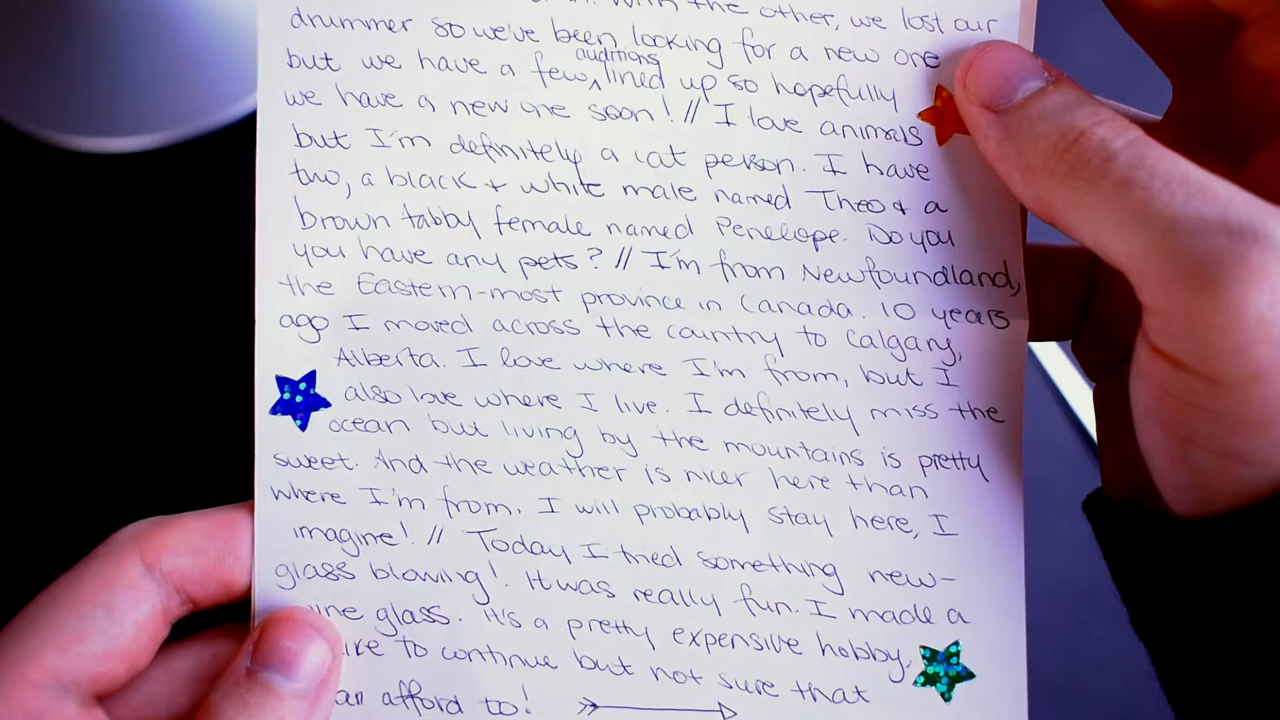 with the other, we lost our
drummer so we've been looking for a new one
but we have a few auditions lined up so hopefully
we have a new one soon! // I love animals
but I'm definitely a cat person. I have
two, a black + white male named Theo & a
brown tabby female named Penelope. Do you
you have any pets? // I'm from Newfoundland,
the Eastern-most province in Canada. 10 years
ago I moved across the country to Calgary,
Alberta. I love where I'm from, but I
also love where I live. I definitely miss the
ocean but living by the mountains is pretty
sweet. And the weather is nicer here than
where I'm from. I will probably stay here, I
imagine! // Today I tried something new-
glass blowing! It was really fun. I made a
glass. It's a pretty expensive hobby,
to continue but not sure that
afford to!